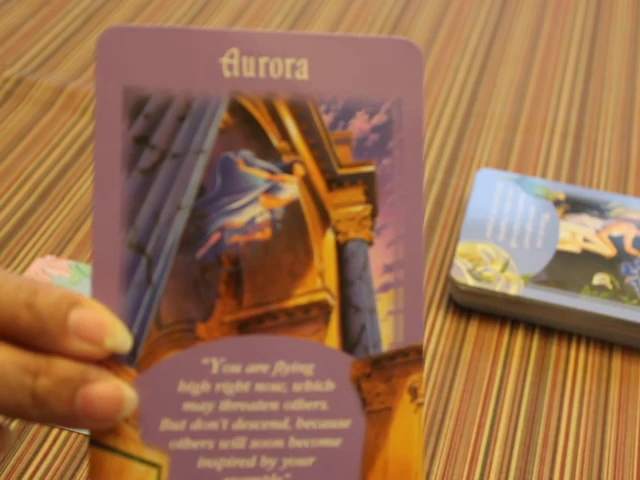 Aurora
"You are flying
high right now, which
may threaten others.
But don't descend, because
others will soon become
inspired by your